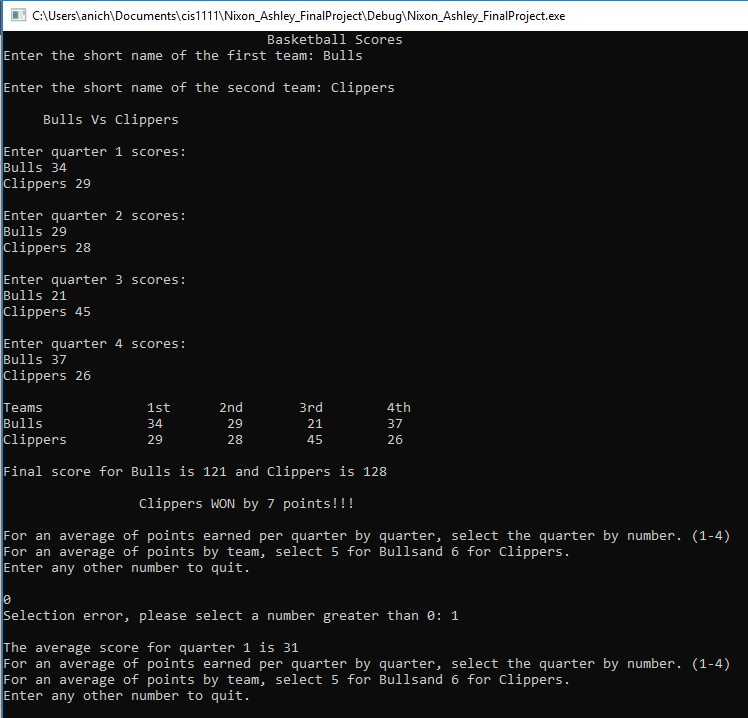 C:\Users\anich\Documents\cis1111\Nixon_Ashley_FinalProject\Debug\Nixon_Ashley_FinalProject.exe
Basketball Scores
Enter the short name of the first team: Bulls
Enter the short name of the second team: Clippers
Bulls Vs Clippers
Enter quarter 1 scores:
Bulls 34
Clippers 29
Enter quarter 2 scores:
Bulls 29
Clippers 28
Enter quarter 3 scores:
Bulls 21
Clippers 45
Enter quarter 4 scores:
Bulls 37
Clippers 26
Teams 1st 2nd 3rd 4th
Bulls 34 29 21 37
Clippers 29 28 45 26
Final score for Bulls is 121 and Clippers is 128
Clippers WON by 7 points!!!
For an average of points earned per quarter by quarter, select the quarter by number. (1-4)
For an average of points by team, select 5 for Bullsand 6 for Clippers.
Enter any other number to quit.
0
Selection error, please select a number greater than 0: 1
The average score for quarter 1 is 31
For an average of points earned per quarter by quarter, select the quarter by number. (1-4)
For an average of points by team, select 5 for Bullsand 6 for Clippers.
Enter any other number to quit.